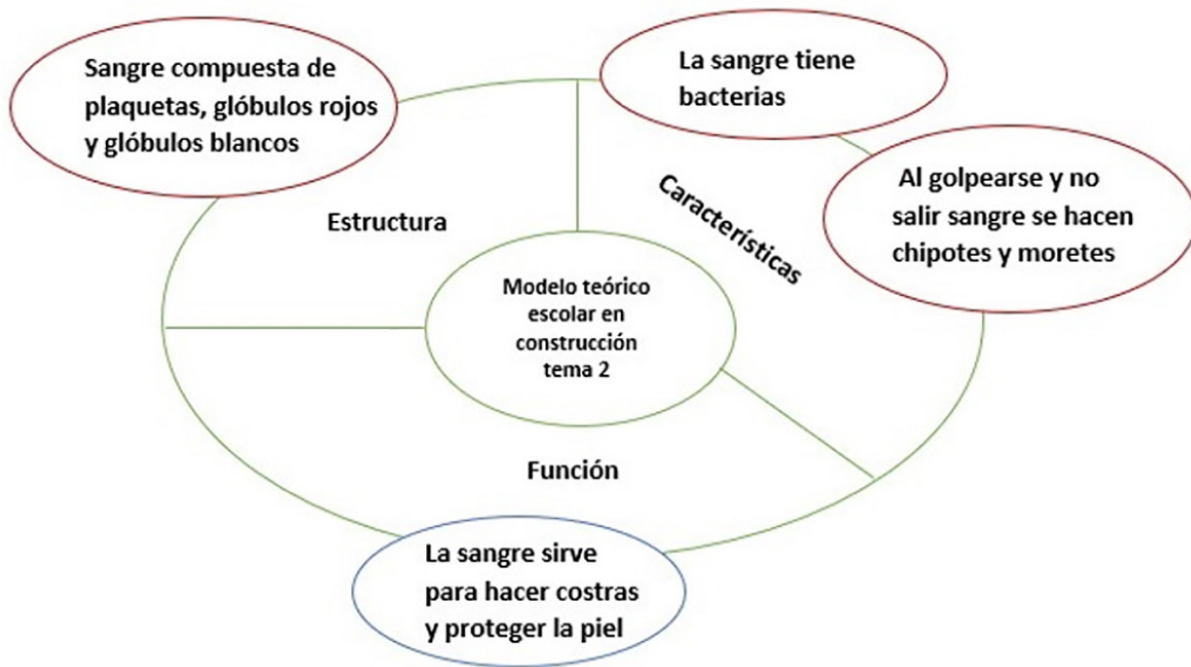 Sangre compuesta de
plaquetas, glóbulos rojos
y glóbulos blancos
La sangre tiene
bacterias
Al golpearse y no
salir sangre se hacen
chipotes y moretes
Estructura
Características
Modelo teórico
escolar en
construcción
tema 2
Función
La sangre sirve
para hacer costras
y proteger la piel